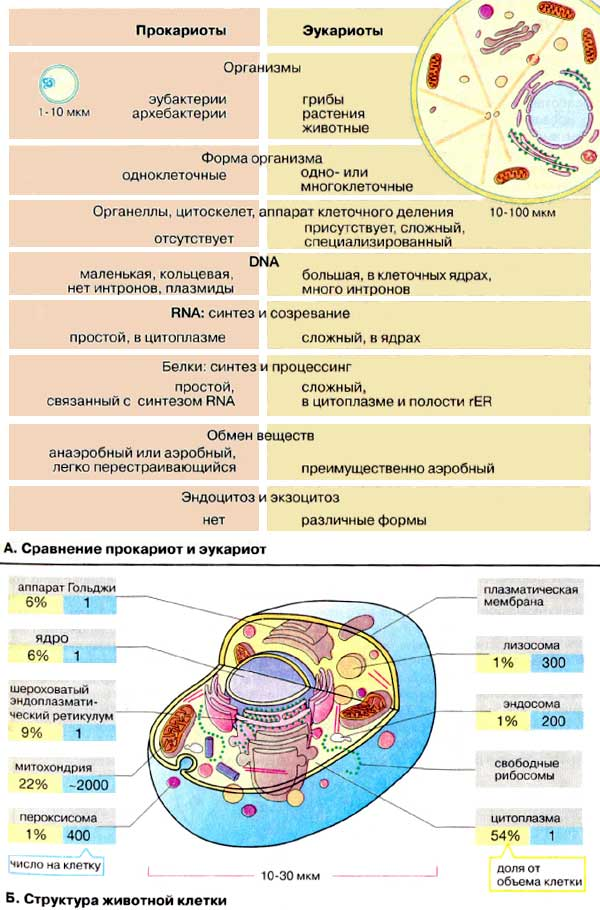 Прокариоты Эукариоты
Организмы
1-10 мкм
эубактерии
архебактерии
грибы
растения
животные
Форма организма
одноклеточные
одно- или
многоклеточные
Органеллы, цитоскелет, аппарат клеточного деления
10-100 мкм
отсутствует
присутствует, сложный,
специализированный
DNA
маленькая, кольцевая,
нет интронов, плазмиды
большая, в клеточных ядрах,
много интронов
RNA: синтез и созревание
простой, в цитоплазме
сложный, в ядрах
Белки: синтез и процессинг
простой,
связанный с синтезом RNA
сложный,
в цитоплазме и полости rER
Обмен веществ
анаэробный или аэробный,
легко перестраивающийся
преимущественно аэробный
Эндоцитоз и экзоцитоз
нет
различные формы
А. Сравнение прокариот и эукариот
аппарат Гольджи
6% 1
ядро
6% 1
шероховатый
эндоплазмати-
ческий ретикулум
9% 1
митохондрия
22% ~2000
пероксисома
1% 400
число на клетку
плазматическая
мембрана
лизосома
1% 300
эндосома
1% 200
свободные
рибосомы
цитоплазма
54% 1
доля от
объема клетки
10-30 мкм
Б. Структура животной клетки